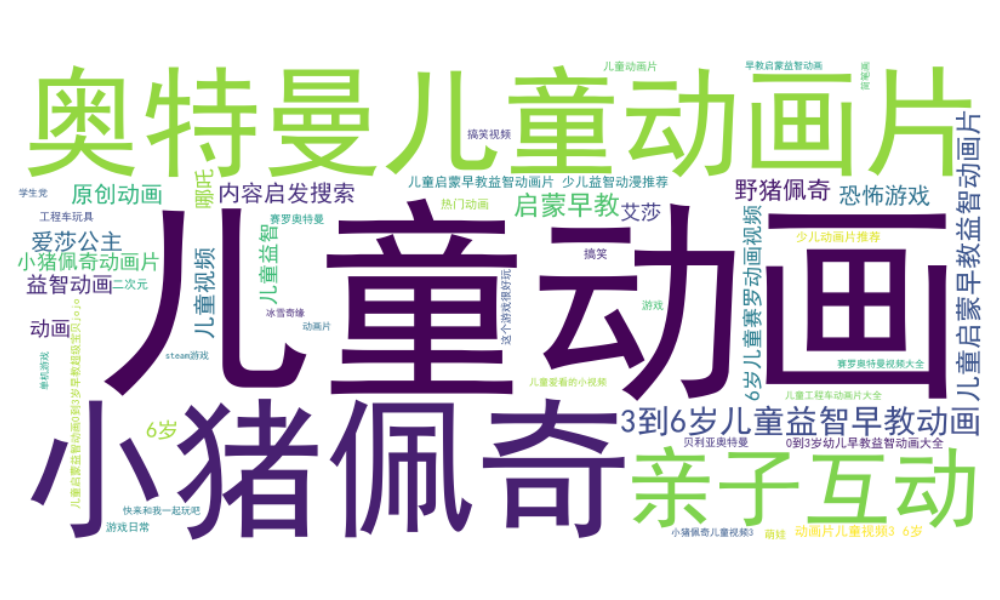 儿童动画片
早教启蒙益智动画
简笔画
奥特曼儿童动画片
搞笑视频
儿童启蒙早教益智动画片
学生党
原创动画
哪吒
内容启发搜索
儿童启蒙早教益智动画片 少儿益智动漫推荐
野猪佩奇
恐怖游戏
热门动画
启蒙早教
艾莎
工程车玩具
赛罗奥特曼
爱莎公主
儿童益智
儿童视频
6岁儿童赛罗动画视频
少儿动画片推荐
小猪佩奇动画片
搞笑
儿童动画
益智动画
二次元
这个游戏很好玩
游戏
冰雪奇缘
动画片
动画
steam游戏
单机游戏
儿童启蒙益智动画0到3岁早教超级宝贝jojo
赛罗奥特曼视频大全
儿童爱看的小视频
儿童工程车动画片大全
小猪佩奇
6岁
3到6岁儿童益智早教动画
贝利亚奥特曼
0到3岁幼儿早教益智动画大全
亲子互动
快来和我一起玩吧
游戏日常
小猪佩奇儿童视频3
萌娃
动画片儿童视频3 6岁